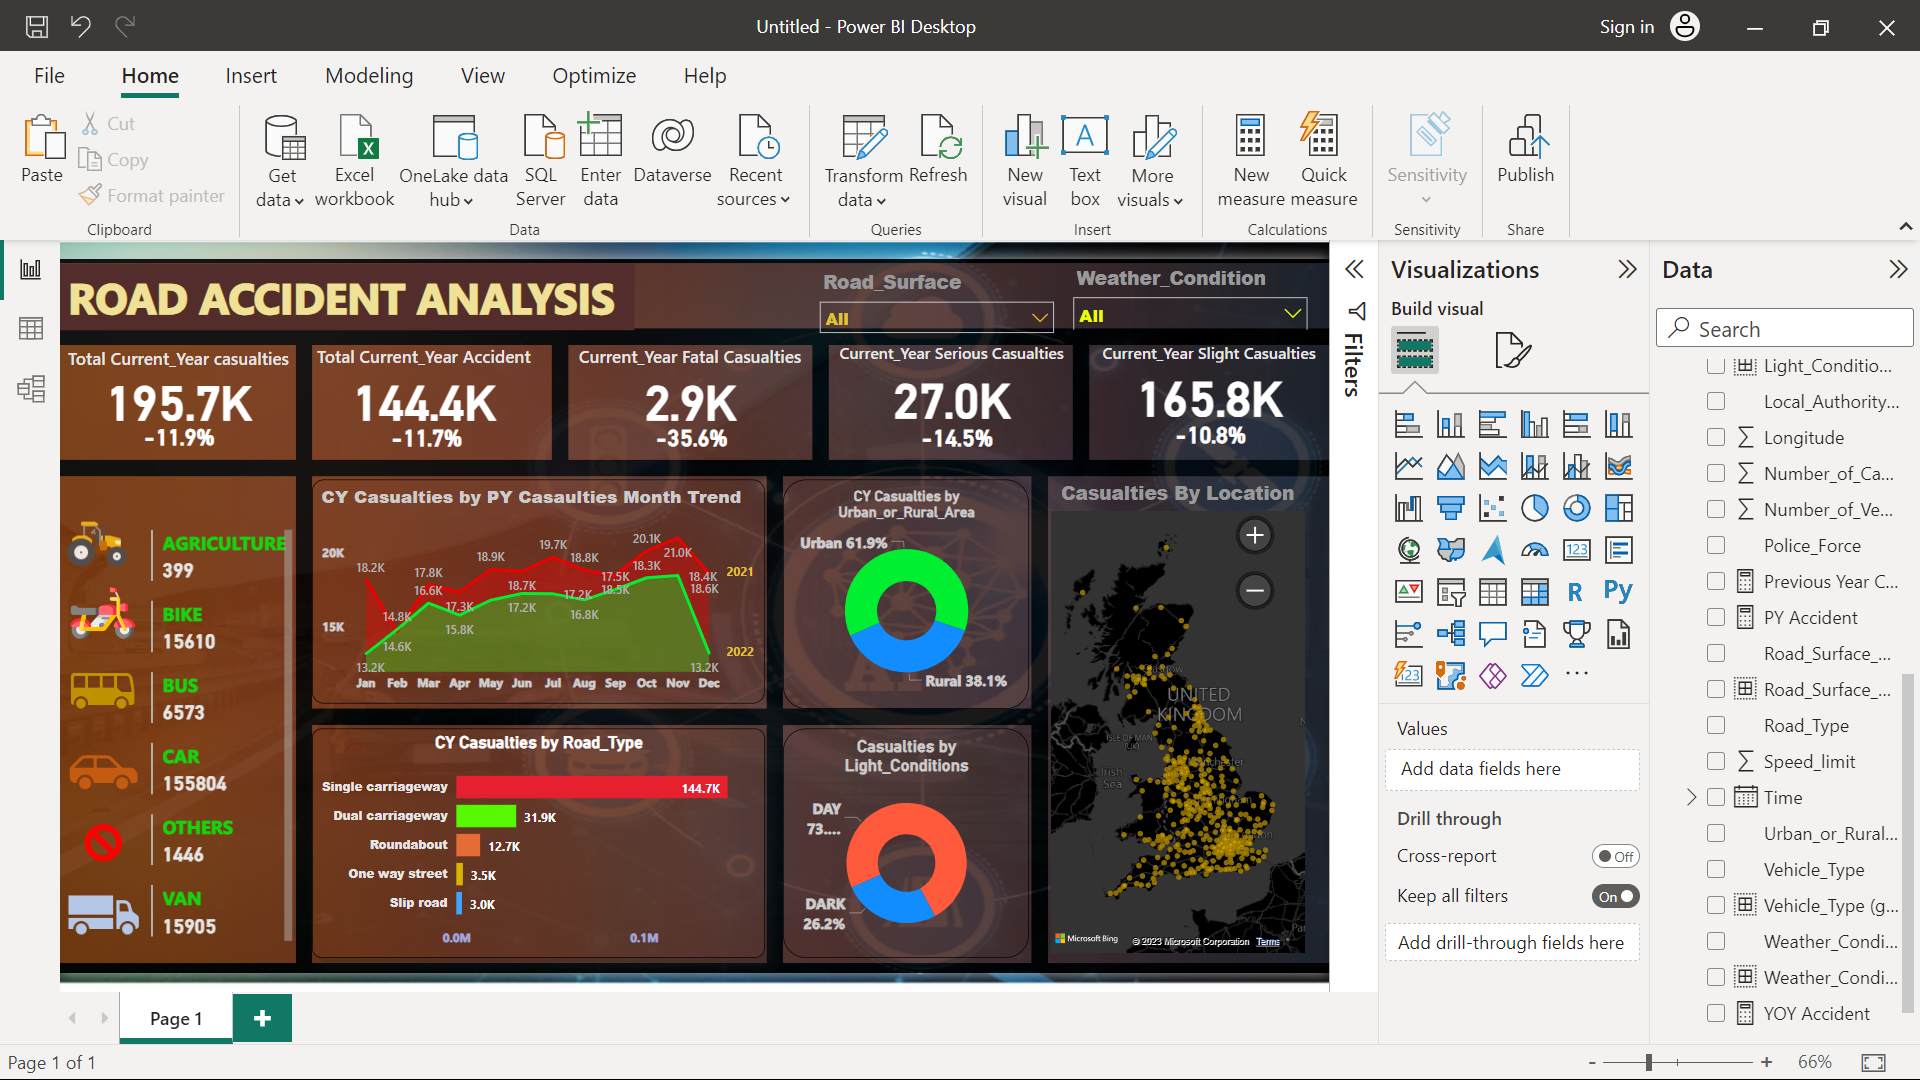 Untitled - Power BI Desktop
Sign in
File
Home
Insert
Modeling
View
Optimize
Help
Paste
Cut
Copy
Format painter
Clipboard
Get data
Excel workbook
OneLake data hub
SQL Server
Enter data
Dataverse
Recent sources
Data
Transform data
Refresh
Queries
New visual
Text box
More visuals
Insert
New measure
Quick measure
Calculations
Sensitivity
Sensitivity
Publish
Share
ROAD ACCIDENT ANALYSIS
Road_Surface
All
Weather_Condition
All
Total Current_Year casualties
195.7K
-11.9%
Total Current_Year Accident
144.4K
-11.7%
Current_Year Fatal Casualties
2.9K
-35.6%
Current_Year Serious Casualties
27.0K
-14.5%
Current_Year Slight Casualties
165.8K
-10.8%
AGRICULTURE
399
BIKE
15610
BUS
6573
CAR
155804
OTHERS
1446
VAN
15905
CY Casualties by PY Casaulties Month Trend
20K
15K
18.2K
14.8K
17.8K
17.3K
18.9K
18.7K
19.7K
18.8K
17.5K
20.1K
21.0K
18.4K
13.2K
14.6K
16.6K
15.8K
17.2K
17.2K
16.8K
18.5K
18.3K
18.6K
13.2K
2021
2022
Jan Feb Mar Apr May Jun Jul Aug Sep Oct Nov Dec
CY Casualties by Urban_or_Rural_Area
Urban 61.9%
Rural 38.1%
CY Casualties by Road_Type
Single carriageway
144.7K
Dual carriageway
31.9K
Roundabout
12.7K
One way street
3.5K
Slip road
3.0K
0.0M
0.1M
Casualties by Light_Conditions
DAY
73....
DARK
26.2%
Casualties By Location
UNITED KINGDOM
ISLE OF MAN (UK)
Irish Sea
Microsoft Bing
© 2023 Microsoft Corporation
Terms
Filters
Visualizations
Build visual
123
R
Py
123
Values
Add data fields here
Drill through
Cross-report
Off
Keep all filters
On
Add drill-through fields here
Data
Search
Light_Conditio...
Local_Authority...
Longitude
Number_of_Ca...
Number_of_Ve...
Police_Force
Previous Year C...
PY Accident
Road_Surface_...
Road_Surface_...
Road_Type
Speed_limit
Time
Urban_or_Rural...
Vehicle_Type
Vehicle_Type (g...
Weather_Condi...
Weather_Condi...
YOY Accident
Page 1
Page 1 of 1
66%